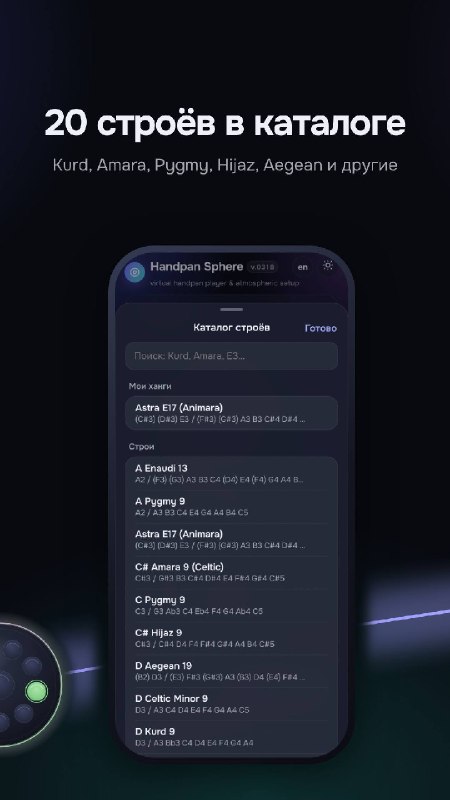 20 строёв в каталоге
Kurd, Amara, Pygmy, Hijaz, Aegean и другие
Handpan Sphere v.0218 en
virtual handpan player & atmospheric setup
Каталог строёв Готово
Поиск: Kurd, Amara, E3...
Мои ханги
Astra E17 (Animara)
(C#3) (D#3) E3 / (F#3) (G#3) A3 B3 C#4 D#4 ...
Строи
A Enaudi 13
A2 / (F3) (G3) A3 B3 C4 (D4) E4 (F4) G4 A4 B...
A Pygmy 9
A2 / A3 B3 C4 E4 G4 A4 B4 C5
Astra E17 (Animara)
(C#3) (D#3) E3 / (F#3) (G#3) A3 B3 C#4 D#4 ...
C# Amara 9 (Celtic)
C#3 / G#3 B3 C#4 D#4 E4 F#4 G#4 C#5
C Pygmy 9
C3 / G3 Ab3 C4 Eb4 F4 G4 Ab4 C5
C# Hijaz 9
C#3 / C#4 D4 F4 F#4 G#4 A4 B4 C#5
D Aegean 19
(B2) D3 / (E3) F#3 (G#3) A3 (B3) D4 (E4) F#4 ...
D Celtic Minor 9
D3 / A3 C4 D4 E4 F4 G4 A4 C5
D Kurd 9
D3 / A3 Bb3 C4 D4 E4 F4 G4 A4